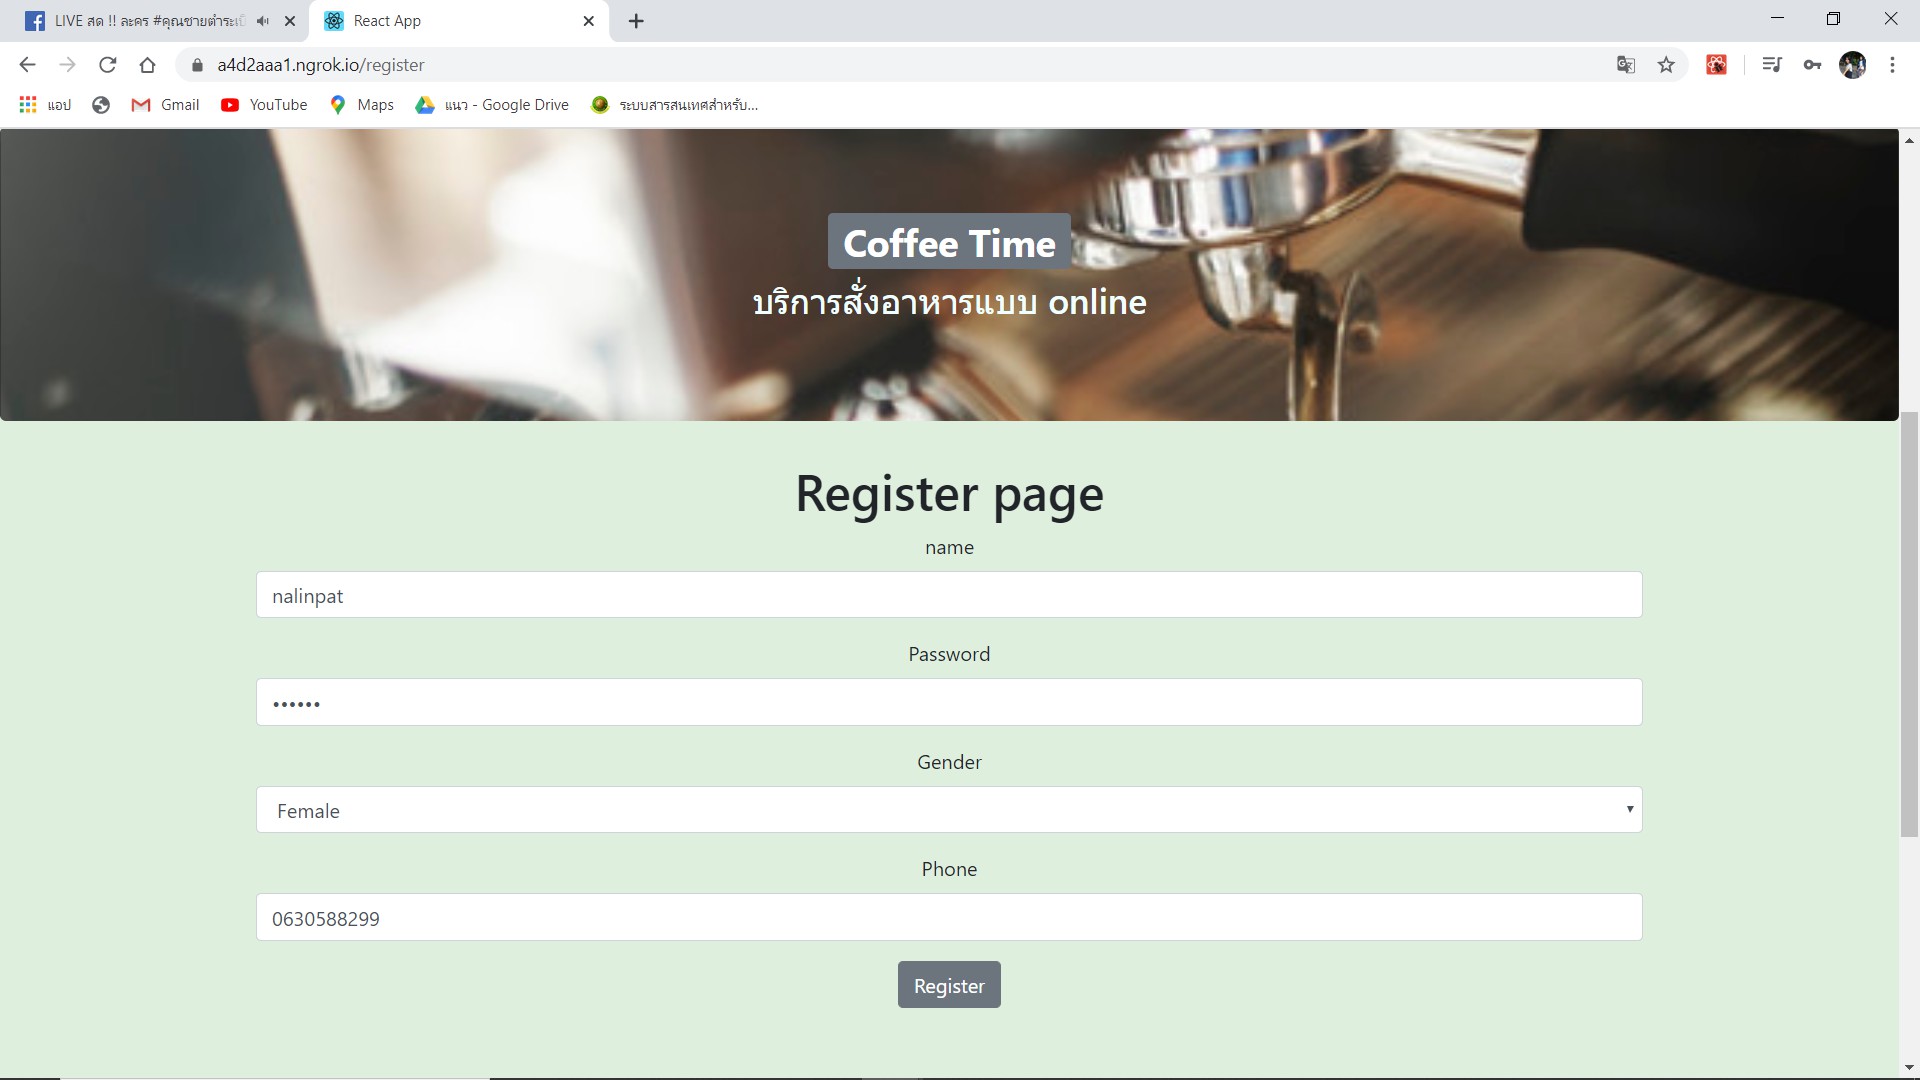 LIVE สด !! ละคร #คุณชายตำระเบิ
React App
a4d2aaa1.ngrok.io/register
แอป
Gmail
YouTube
Maps
แนว - Google Drive
ระบบสารสนเทศสำหรับ...
Coffee Time
บริการสั่งอาหารแบบ online
Register page
name
nalinpat
Password
••••••
Gender
Female
Phone
0630588299
Register